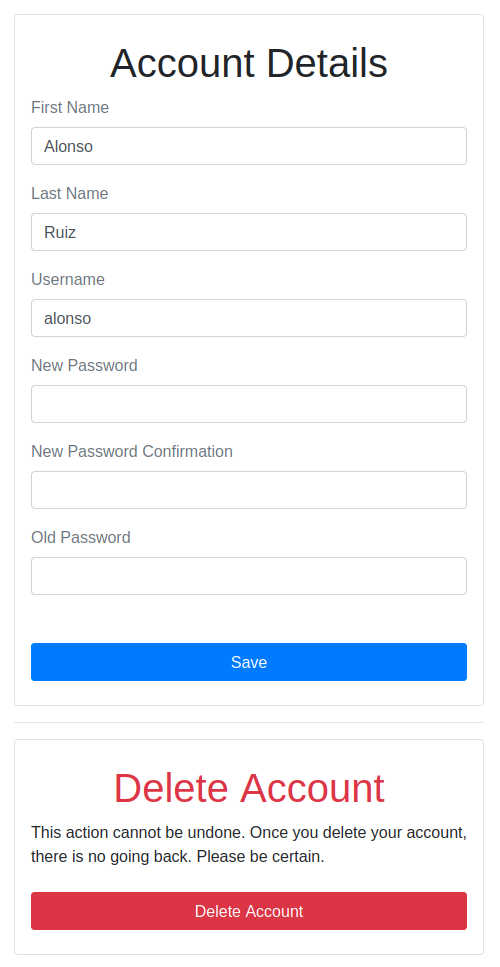 Account Details
First Name
Alonso
Last Name
Ruiz
Username
alonso
New Password
New Password Confirmation
Old Password
Save
Delete Account
This action cannot be undone. Once you delete your account,
there is no going back. Please be certain.
Delete Account